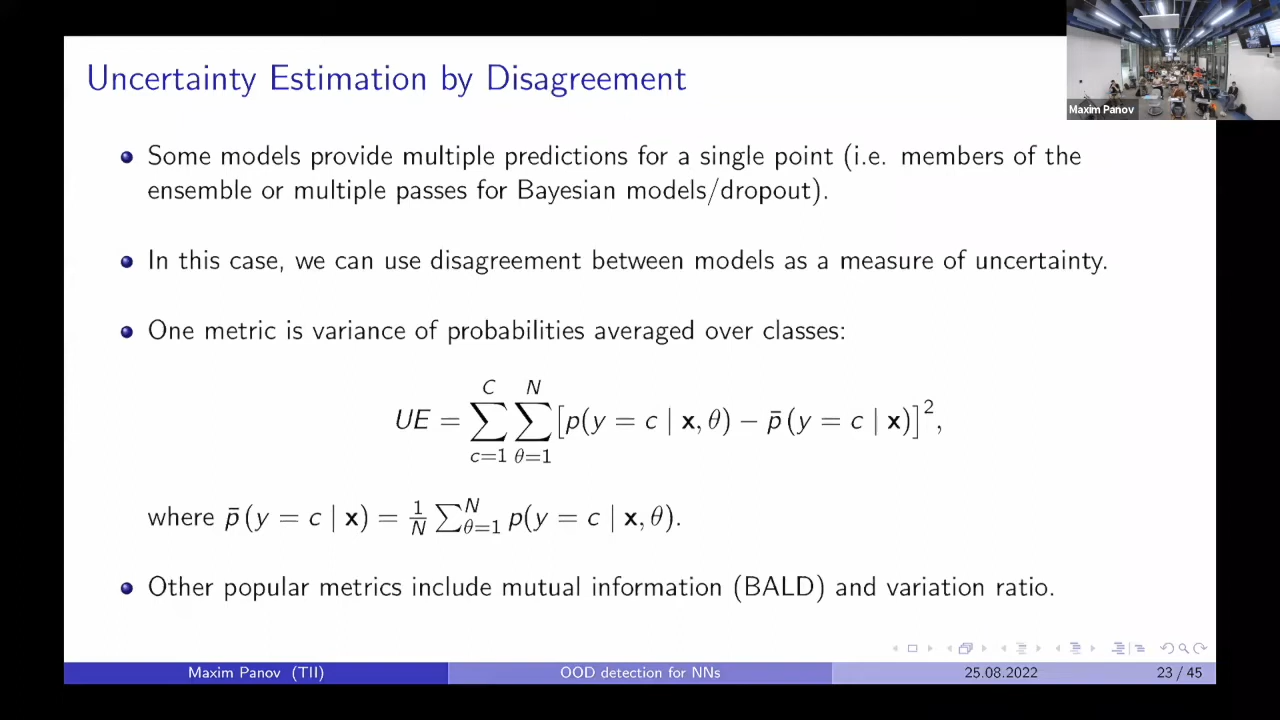 Uncertainty Estimation by Disagreement
Maxim Panov
Some models provide multiple predictions for a single point (i.e. members of the
ensemble or multiple passes for Bayesian models/dropout).
In this case, we can use disagreement between models as a measure of uncertainty.
One metric is variance of probabilities averaged over classes:
UE = ∑_{c=1}^{C} ∑_{θ=1}^{N} [p(y = c | x, θ) − p̄(y = c | x)]²,
where p̄(y = c | x) = 1/N ∑_{θ=1}^{N} p(y = c | x, θ).
Other popular metrics include mutual information (BALD) and variation ratio.
Maxim Panov (TII) OOD detection for NNs 25.08.2022 23 / 45